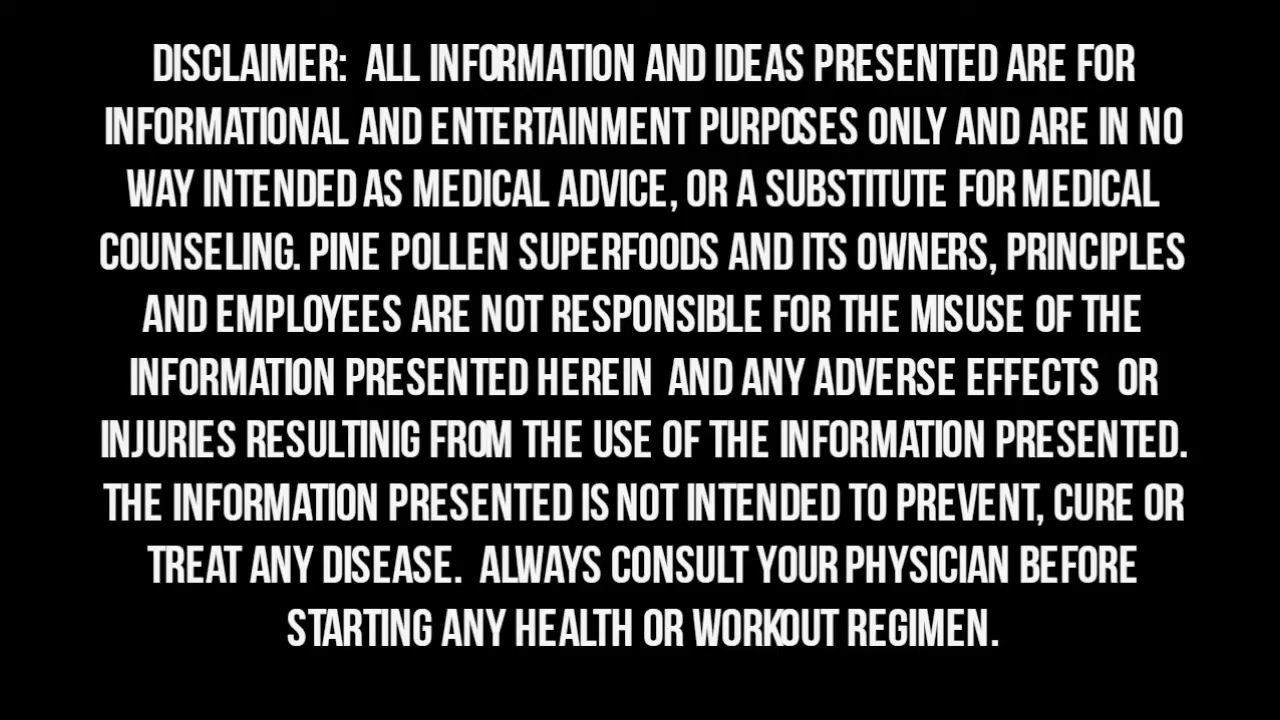 DISCLAIMER: ALL INFORMATION AND IDEAS PRESENTED ARE FOR
INFORMATIONAL AND ENTERTAINMENT PURPOSES ONLY AND ARE IN NO
WAY INTENDED AS MEDICAL ADVICE, OR A SUBSTITUTE FOR MEDICAL
COUNSELING. PINE POLLEN SUPERFOODS AND ITS OWNERS, PRINCIPLES
AND EMPLOYEES ARE NOT RESPONSIBLE FOR THE MISUSE OF THE
INFORMATION PRESENTED HEREIN AND ANY ADVERSE EFFECTS OR
INJURIES RESULTINIG FROM THE USE OF THE INFORMATION PRESENTED.
THE INFORMATION PRESENTED IS NOT INTENDED TO PREVENT, CURE OR
TREAT ANY DISEASE. ALWAYS CONSULT YOUR PHYSICIAN BEFORE
STARTING ANY HEALTH OR WORKOUT REGIMEN.